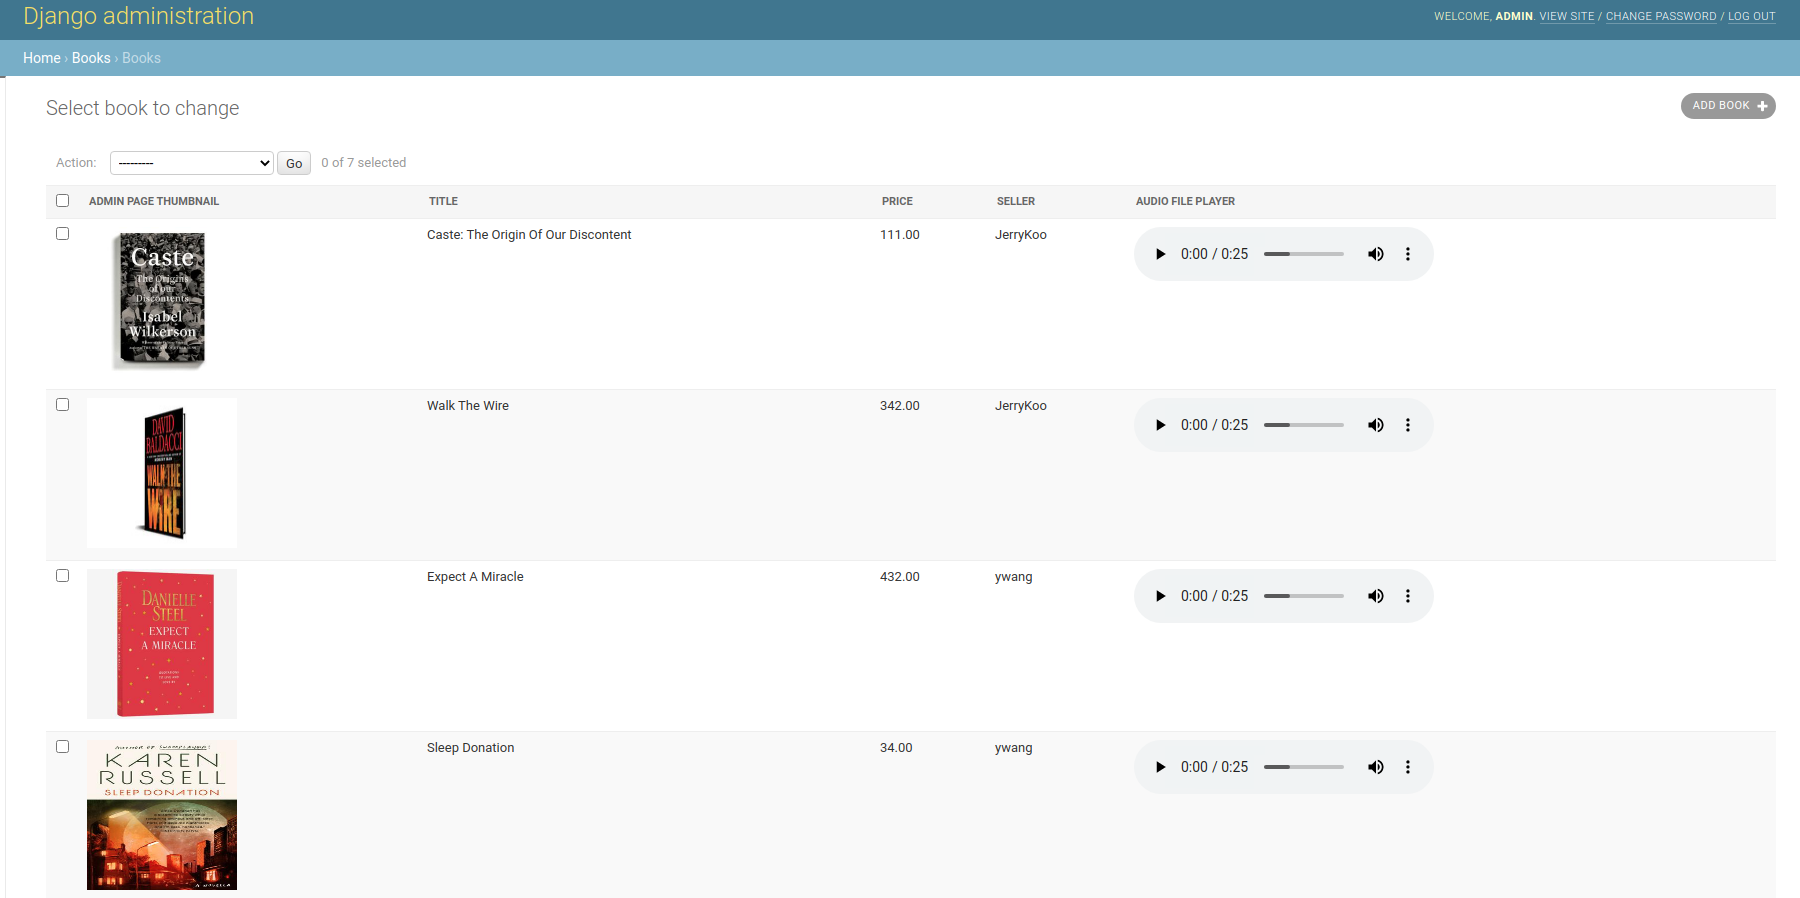 Django administration
WELCOME, ADMIN. VIEW SITE / CHANGE PASSWORD / LOG OUT
Home › Books › Books
Select book to change
ADD BOOK +
Action: --------- Go 0 of 7 selected
ADMIN PAGE THUMBNAIL TITLE PRICE SELLER AUDIO FILE PLAYER
Caste: The Origin Of Our Discontent 111.00 JerryKoo 0:00 / 0:25
Caste
The Origins
of our
Discontents
Isabel
Wilkerson
Walk The Wire 342.00 JerryKoo 0:00 / 0:25
DAVID
BALDACCI
WALK THE
WIRE
Expect A Miracle 432.00 ywang 0:00 / 0:25
DANIELLE
STEEL
EXPECT
A MIRACLE
Sleep Donation 34.00 ywang 0:00 / 0:25
KAREN
RUSSELL
SLEEP DONATION
A NOVELLA